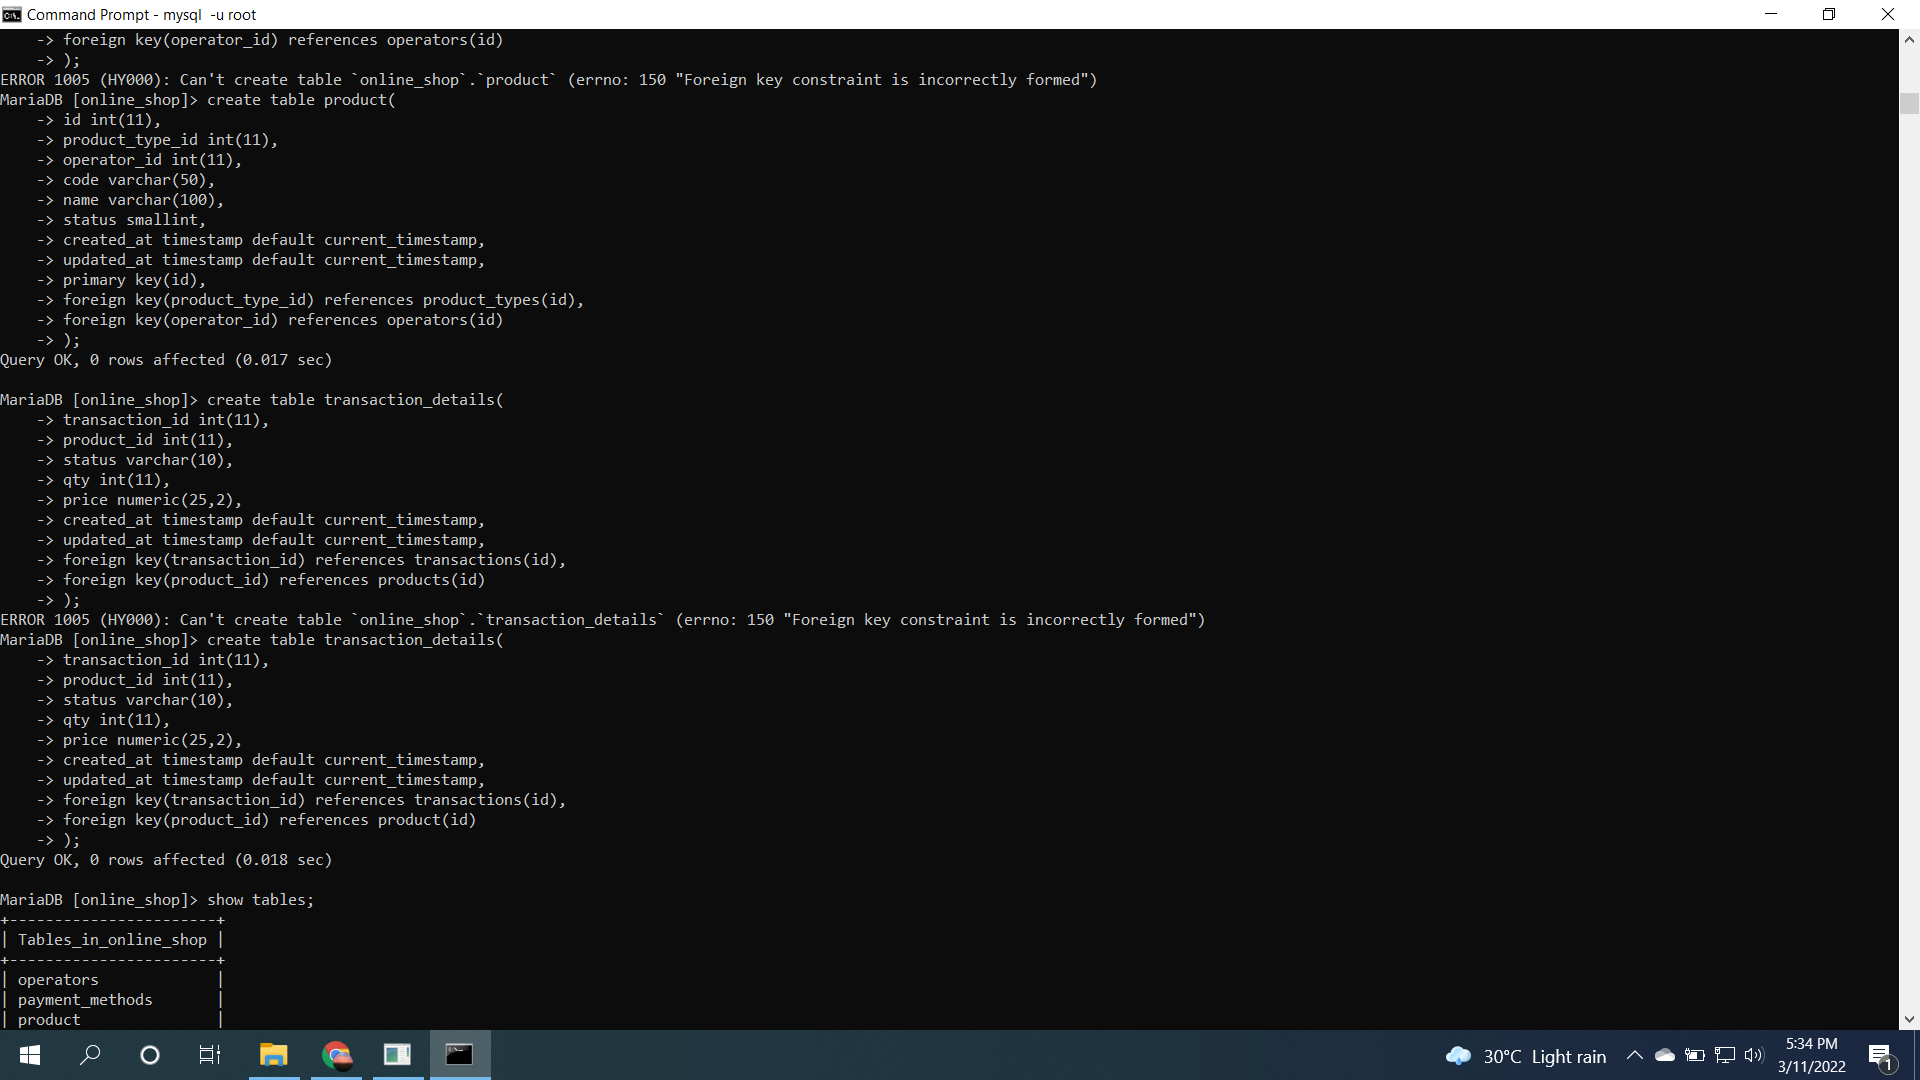 Command Prompt - mysql  -u root
    -> foreign key(operator_id) references operators(id)
    -> );
ERROR 1005 (HY000): Can't create table `online_shop`.`product` (errno: 150 "Foreign key constraint is incorrectly formed")
MariaDB [online_shop]> create table product(
    -> id int(11),
    -> product_type_id int(11),
    -> operator_id int(11),
    -> code varchar(50),
    -> name varchar(100),
    -> status smallint,
    -> created_at timestamp default current_timestamp,
    -> updated_at timestamp default current_timestamp,
    -> primary key(id),
    -> foreign key(product_type_id) references product_types(id),
    -> foreign key(operator_id) references operators(id)
    -> );
Query OK, 0 rows affected (0.017 sec)

MariaDB [online_shop]> create table transaction_details(
    -> transaction_id int(11),
    -> product_id int(11),
    -> status varchar(10),
    -> qty int(11),
    -> price numeric(25,2),
    -> created_at timestamp default current_timestamp,
    -> updated_at timestamp default current_timestamp,
    -> foreign key(transaction_id) references transactions(id),
    -> foreign key(product_id) references products(id)
    -> );
ERROR 1005 (HY000): Can't create table `online_shop`.`transaction_details` (errno: 150 "Foreign key constraint is incorrectly formed")
MariaDB [online_shop]> create table transaction_details(
    -> transaction_id int(11),
    -> product_id int(11),
    -> status varchar(10),
    -> qty int(11),
    -> price numeric(25,2),
    -> created_at timestamp default current_timestamp,
    -> updated_at timestamp default current_timestamp,
    -> foreign key(transaction_id) references transactions(id),
    -> foreign key(product_id) references product(id)
    -> );
Query OK, 0 rows affected (0.018 sec)

MariaDB [online_shop]> show tables;
+-----------------------+
| Tables_in_online_shop |
+-----------------------+
| operators             |
| payment_methods       |
| product               |
30°C  Light rain
5:34 PM
3/11/2022
1